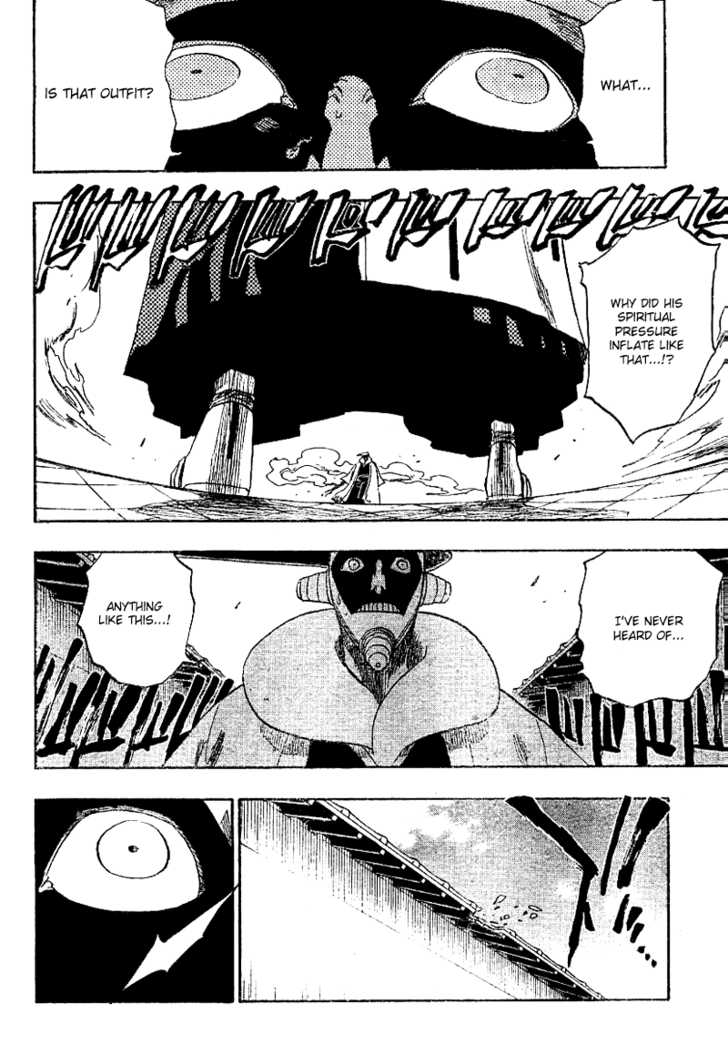 WHAT...
IS THAT OUTFIT?
WHY DID HIS
SPIRITUAL
PRESSURE
INFLATE LIKE
THAT...!?
I'VE NEVER
HEARD OF...
ANYTHING
LIKE THIS...!